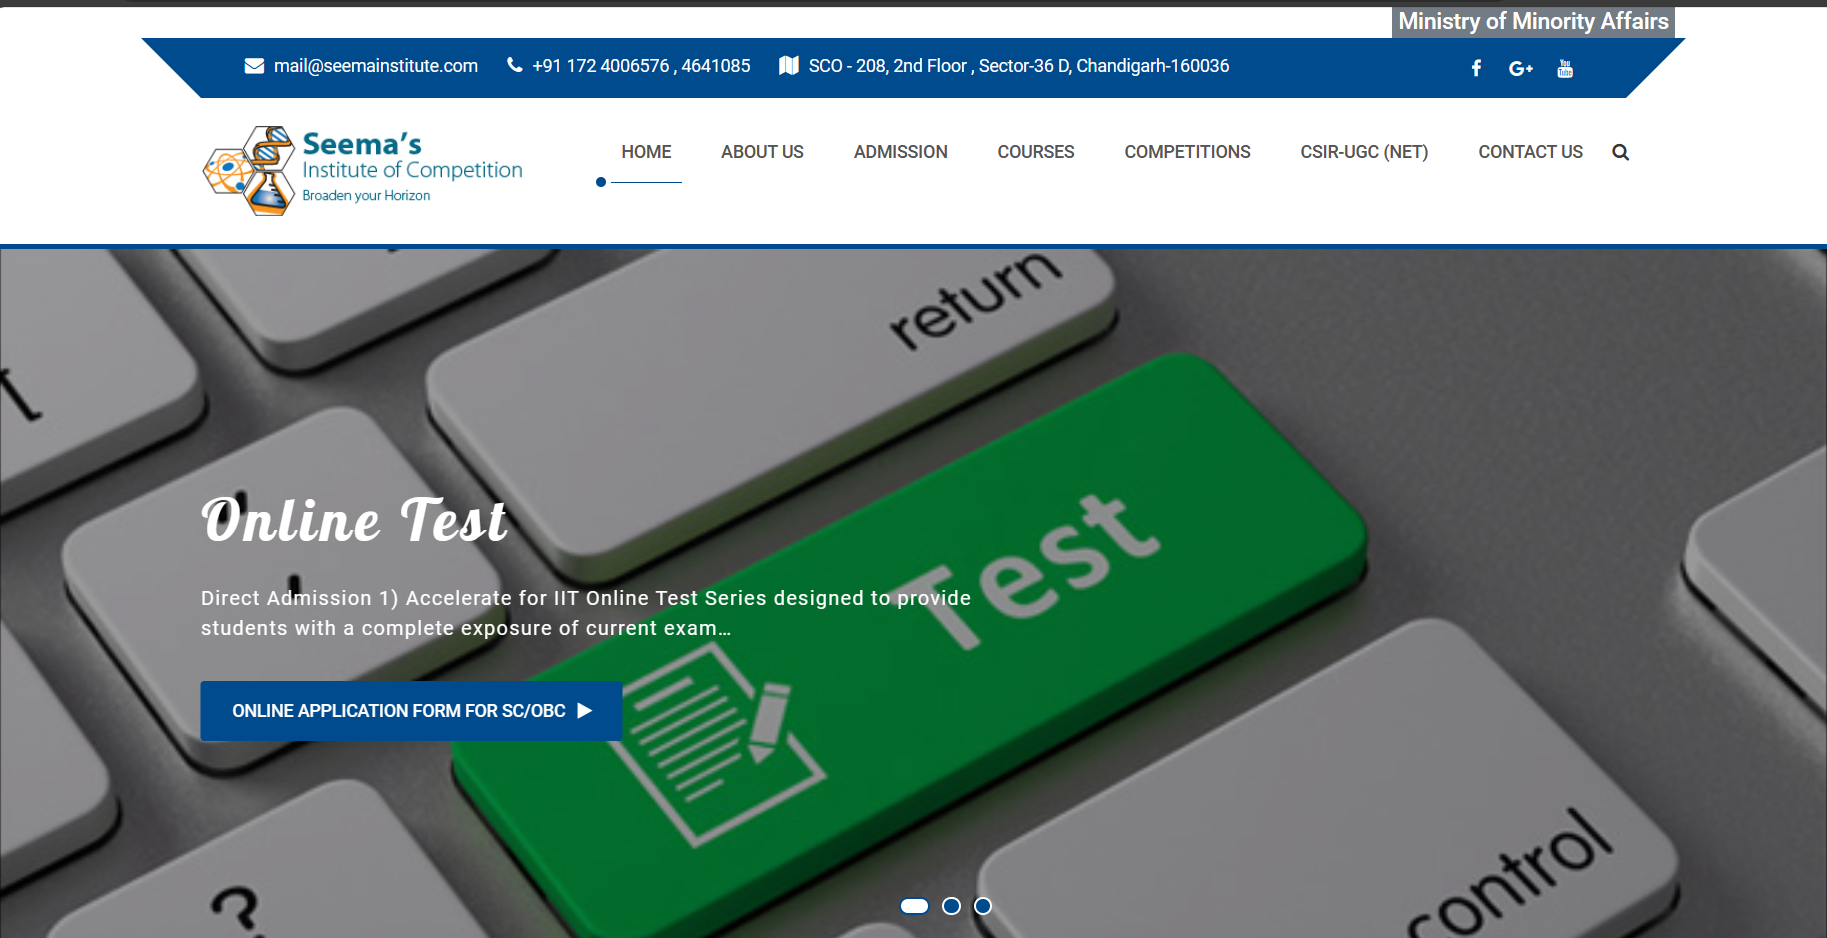 Ministry of Minority Affairs
mail@seemainstitute.com +91 172 4006576 , 4641085 SCO - 208, 2nd Floor , Sector-36 D, Chandigarh-160036
You Tube
Seema's
Institute of Competition
Broaden your Horizon
HOME ABOUT US ADMISSION COURSES COMPETITIONS CSIR-UGC (NET) CONTACT US
return
Test
Online Test
Direct Admission 1) Accelerate for IIT Online Test Series designed to provide
students with a complete exposure of current exam...
ONLINE APPLICATION FORM FOR SC/OBC
control
?